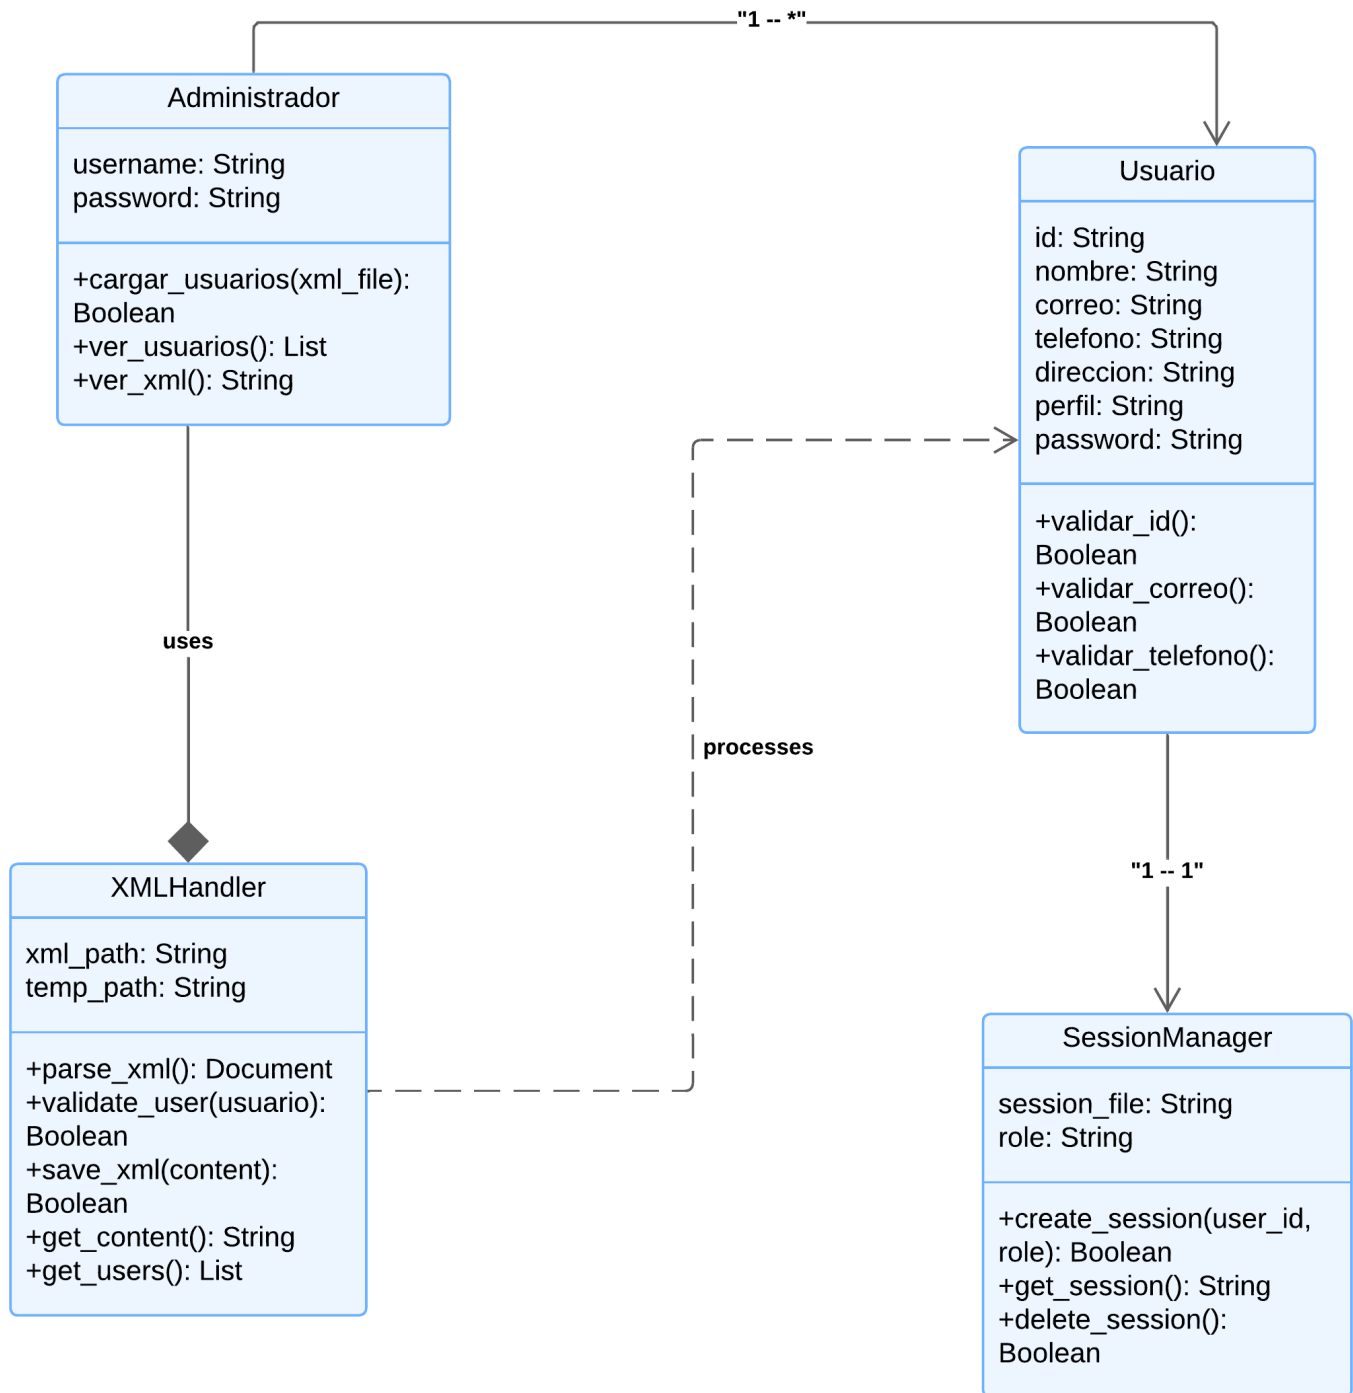 "1 -- *"
Administrador
username: String
password: String
+cargar_usuarios(xml_file):
Boolean
+ver_usuarios(): List
+ver_xml(): String
Usuario
id: String
nombre: String
correo: String
telefono: String
direccion: String
perfil: String
password: String
+validar_id():
Boolean
+validar_correo():
Boolean
+validar_telefono():
Boolean
uses
processes
"1 -- 1"
XMLHandler
xml_path: String
temp_path: String
+parse_xml(): Document
+validate_user(usuario):
Boolean
+save_xml(content):
Boolean
+get_content(): String
+get_users(): List
SessionManager
session_file: String
role: String
+create_session(user_id,
role): Boolean
+get_session(): String
+delete_session():
Boolean